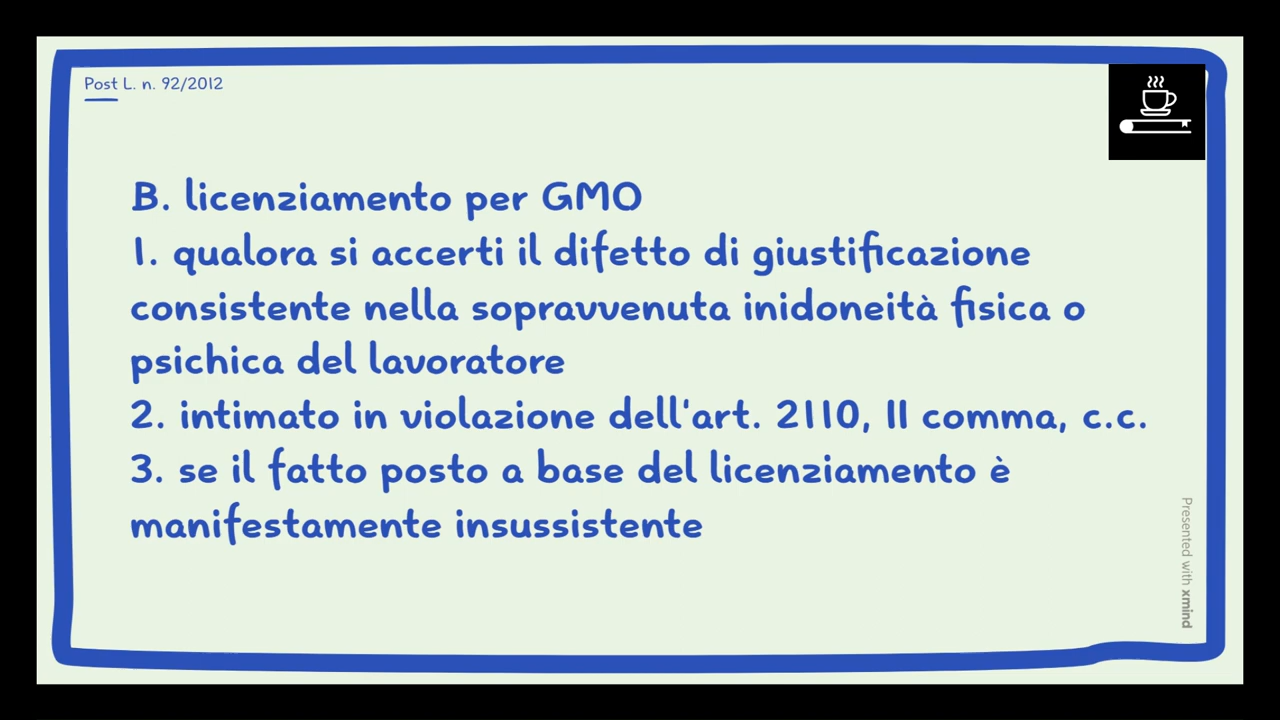 Post L. n. 92/2012
B. licenziamento per GMO
1. qualora si accerti il difetto di giustificazione
consistente nella sopravvenuta inidoneità fisica o
psichica del lavoratore
2. intimato in violazione dell'art. 2110, II comma, c.c.
3. se il fatto posto a base del licenziamento è
manifestamente insussistente
Presented with xmind